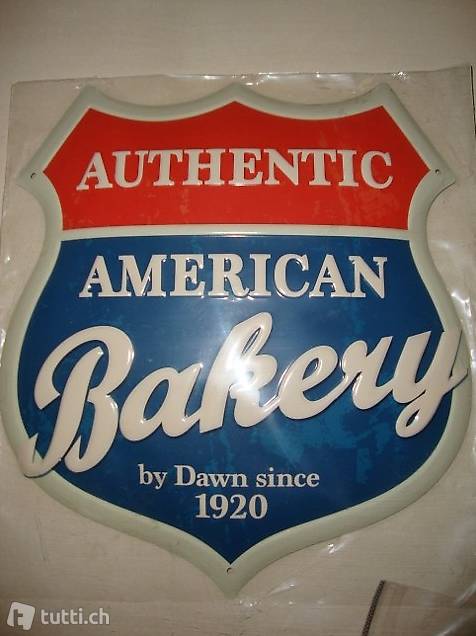 AUTHENTIC
AMERICAN
Bakery
by Dawn since
1920
tutti.ch